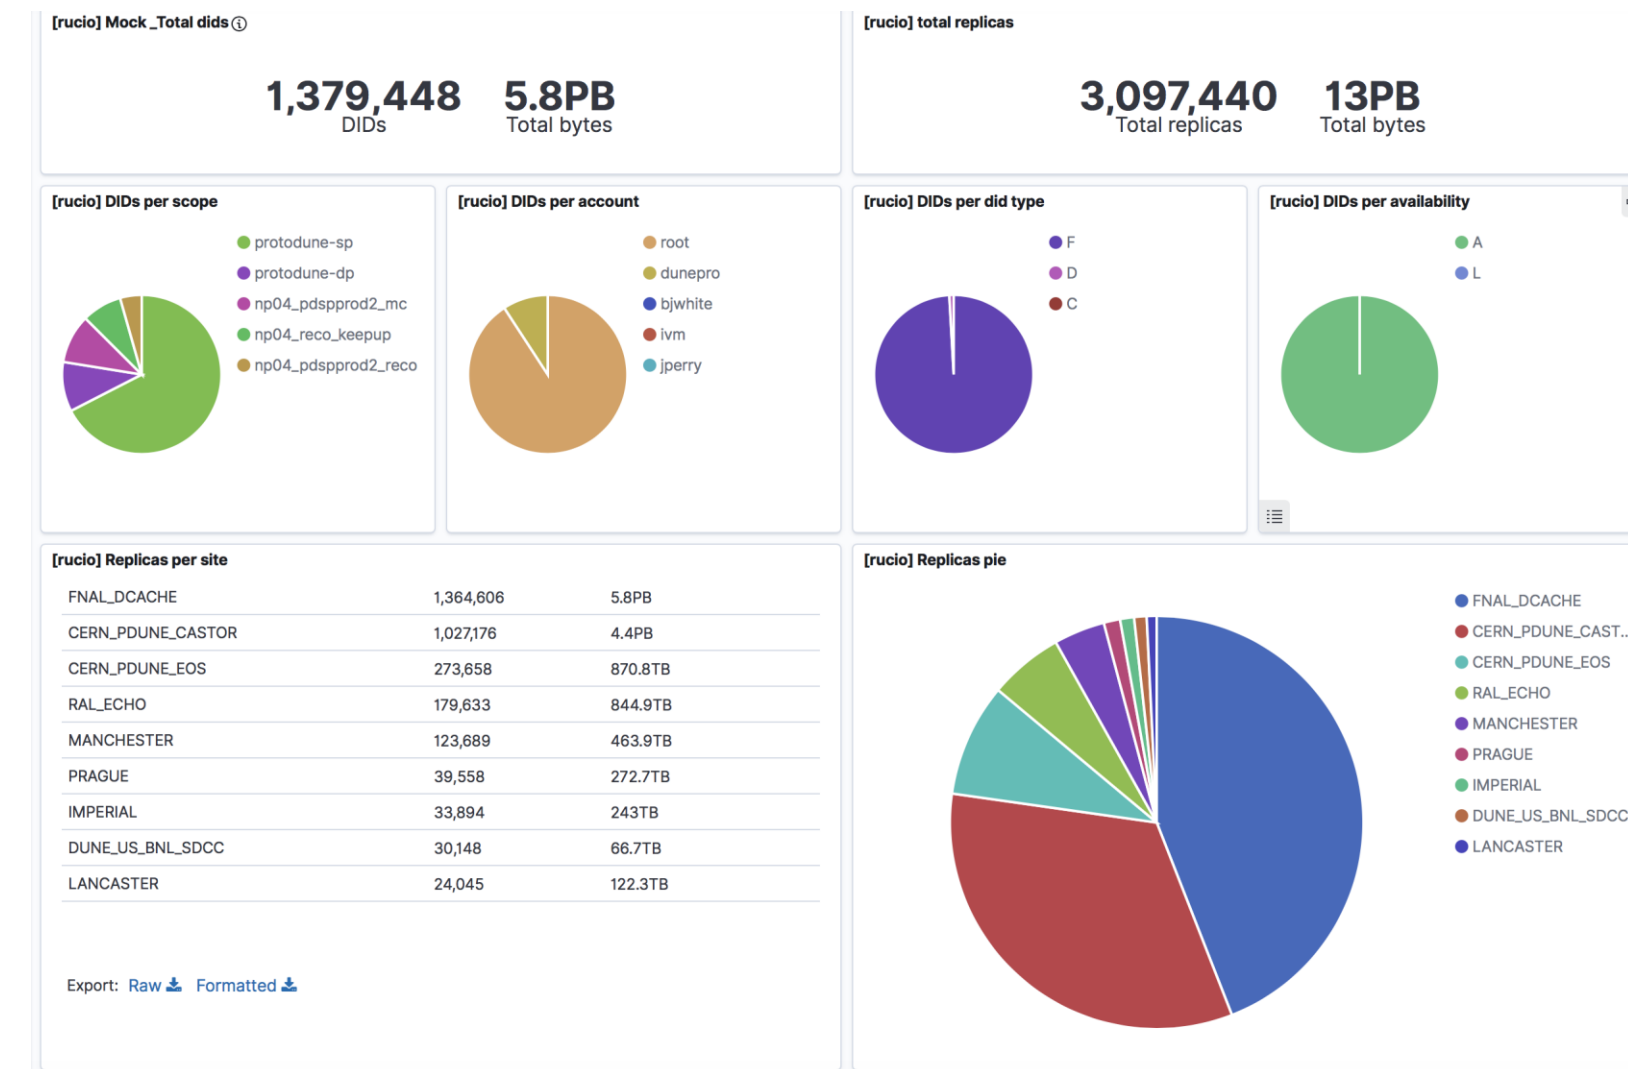 [rucio] Mock _Total dids
1,379,448 5.8PB
DIDs Total bytes
[rucio] total replicas
3,097,440 13PB
Total replicas Total bytes
[rucio] DIDs per scope
protodune-sp
protodune-dp
np04_pdspprod2_mc
np04_reco_keepup
np04_pdspprod2_reco
[rucio] DIDs per account
root
dunepro
bjwhite
ivm
jperry
[rucio] DIDs per did type
F
D
C
[rucio] DIDs per availability
A
L
[rucio] Replicas per site
FNAL_DCACHE 1,364,606 5.8PB
CERN_PDUNE_CASTOR 1,027,176 4.4PB
CERN_PDUNE_EOS 273,658 870.8TB
RAL_ECHO 179,633 844.9TB
MANCHESTER 123,689 463.9TB
PRAGUE 39,558 272.7TB
IMPERIAL 33,894 243TB
DUNE_US_BNL_SDCC 30,148 66.7TB
LANCASTER 24,045 122.3TB
Export: Raw Formatted
[rucio] Replicas pie
FNAL_DCACHE
CERN_PDUNE_CAST...
CERN_PDUNE_EOS
RAL_ECHO
MANCHESTER
PRAGUE
IMPERIAL
DUNE_US_BNL_SDCC
LANCASTER